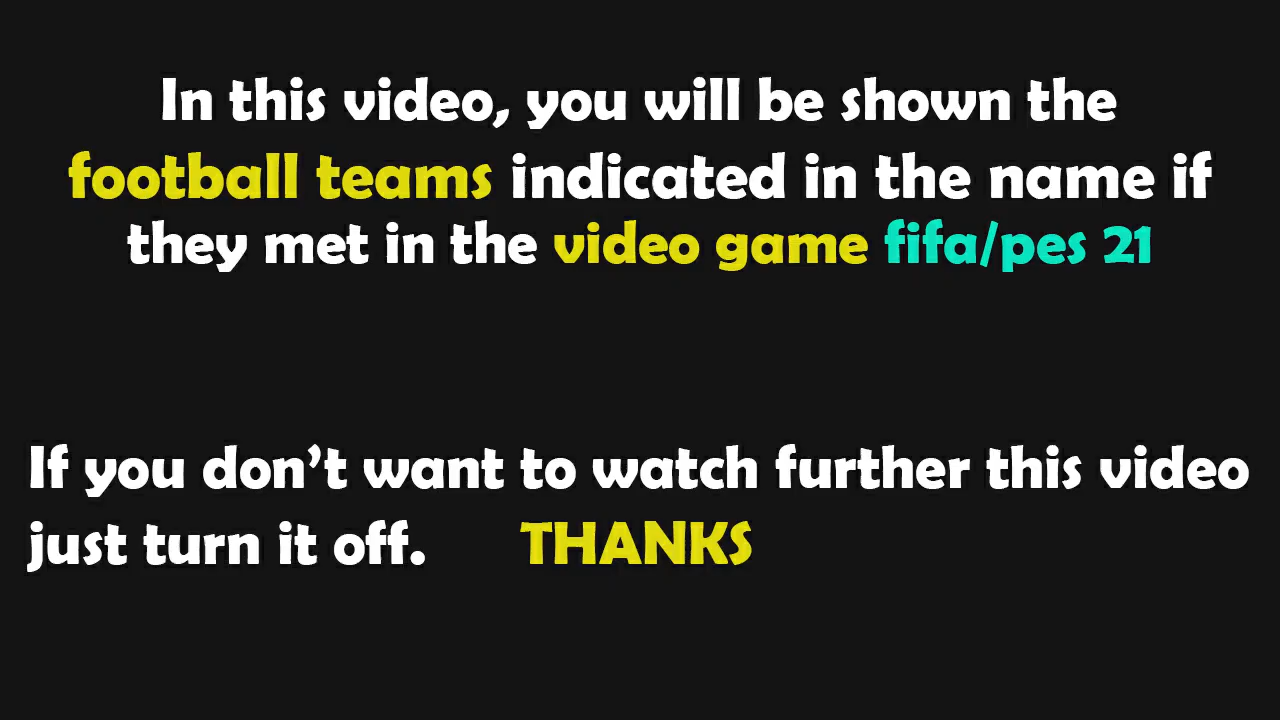 In this video, you will be shown the
football teams indicated in the name if
they met in the video game fifa/pes 21
If you don’t want to watch further this video
just turn it off. THANKS